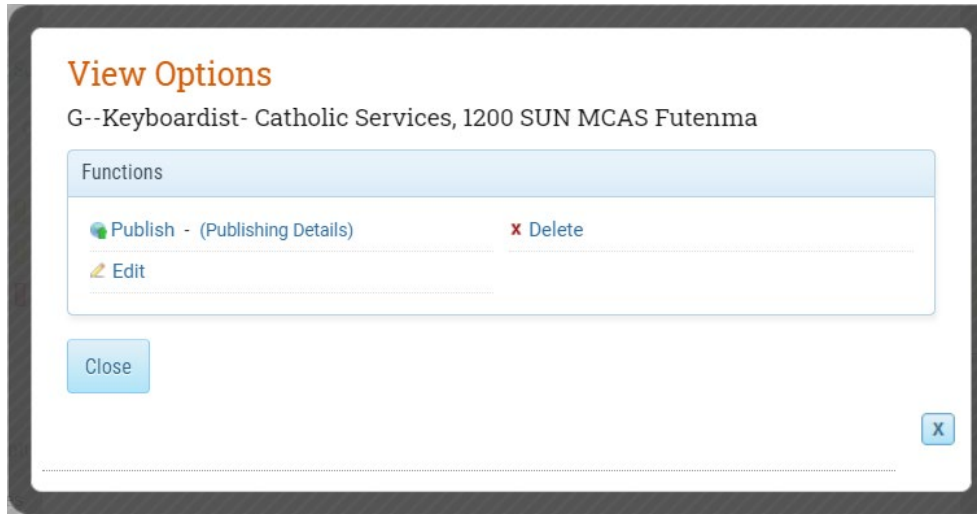 View Options
G--Keyboardist- Catholic Services, 1200 SUN MCAS Futenma
Functions
Publish - (Publishing Details)
x Delete
Edit
Close
X